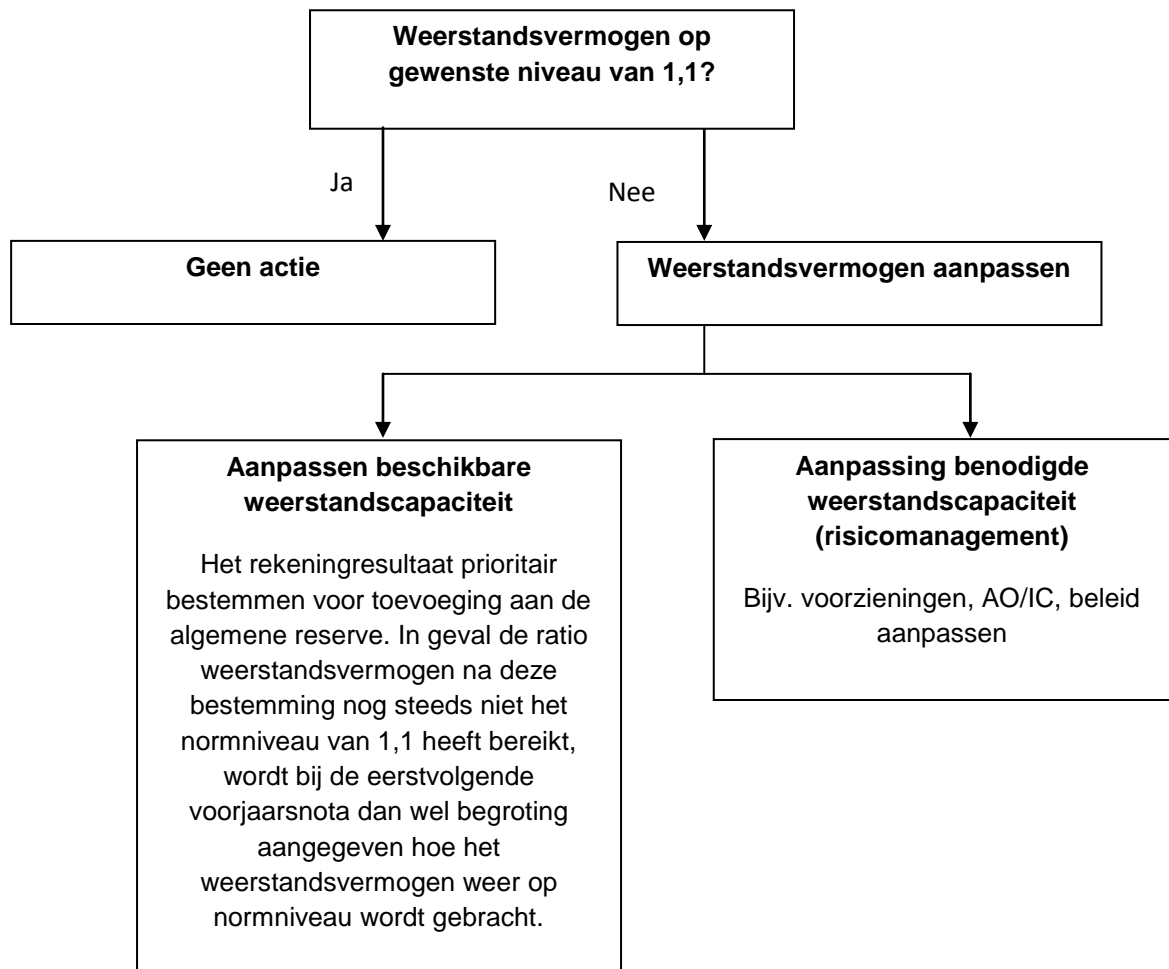 Weerstandsvermogen op
gewenste niveau van 1,1?
Ja
Nee
Geen actie
Weerstandsvermogen aanpassen
Aanpassen beschikbare
weerstandscapaciteit
Het rekeningresultaat prioritair
bestemmen voor toevoeging aan de
algemene reserve. In geval de ratio
weerstandsvermogen na deze
bestemming nog steeds niet het
normniveau van 1,1 heeft bereikt,
wordt bij de eerstvolgende
voorjaarsnota dan wel begroting
aangegeven hoe het
weerstandsvermogen weer op
normniveau wordt gebracht.
Aanpassing benodigde
weerstandscapaciteit
(risicomanagement)
Bijv. voorzieningen, AO/IC, beleid
aanpassen